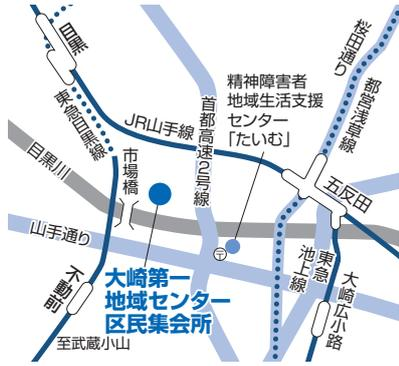 目黒
東急目黒線
JR山手線
首都高速2号線
精神障害者
地域生活支援
センター
「たいむ」
桜田通り
都営浅草線
五反田
目黒川
市場橋
山手通り
不動前
至武蔵小山
大崎第一
地域センター
区民集会所
〒
東急
池上線
大崎広小路